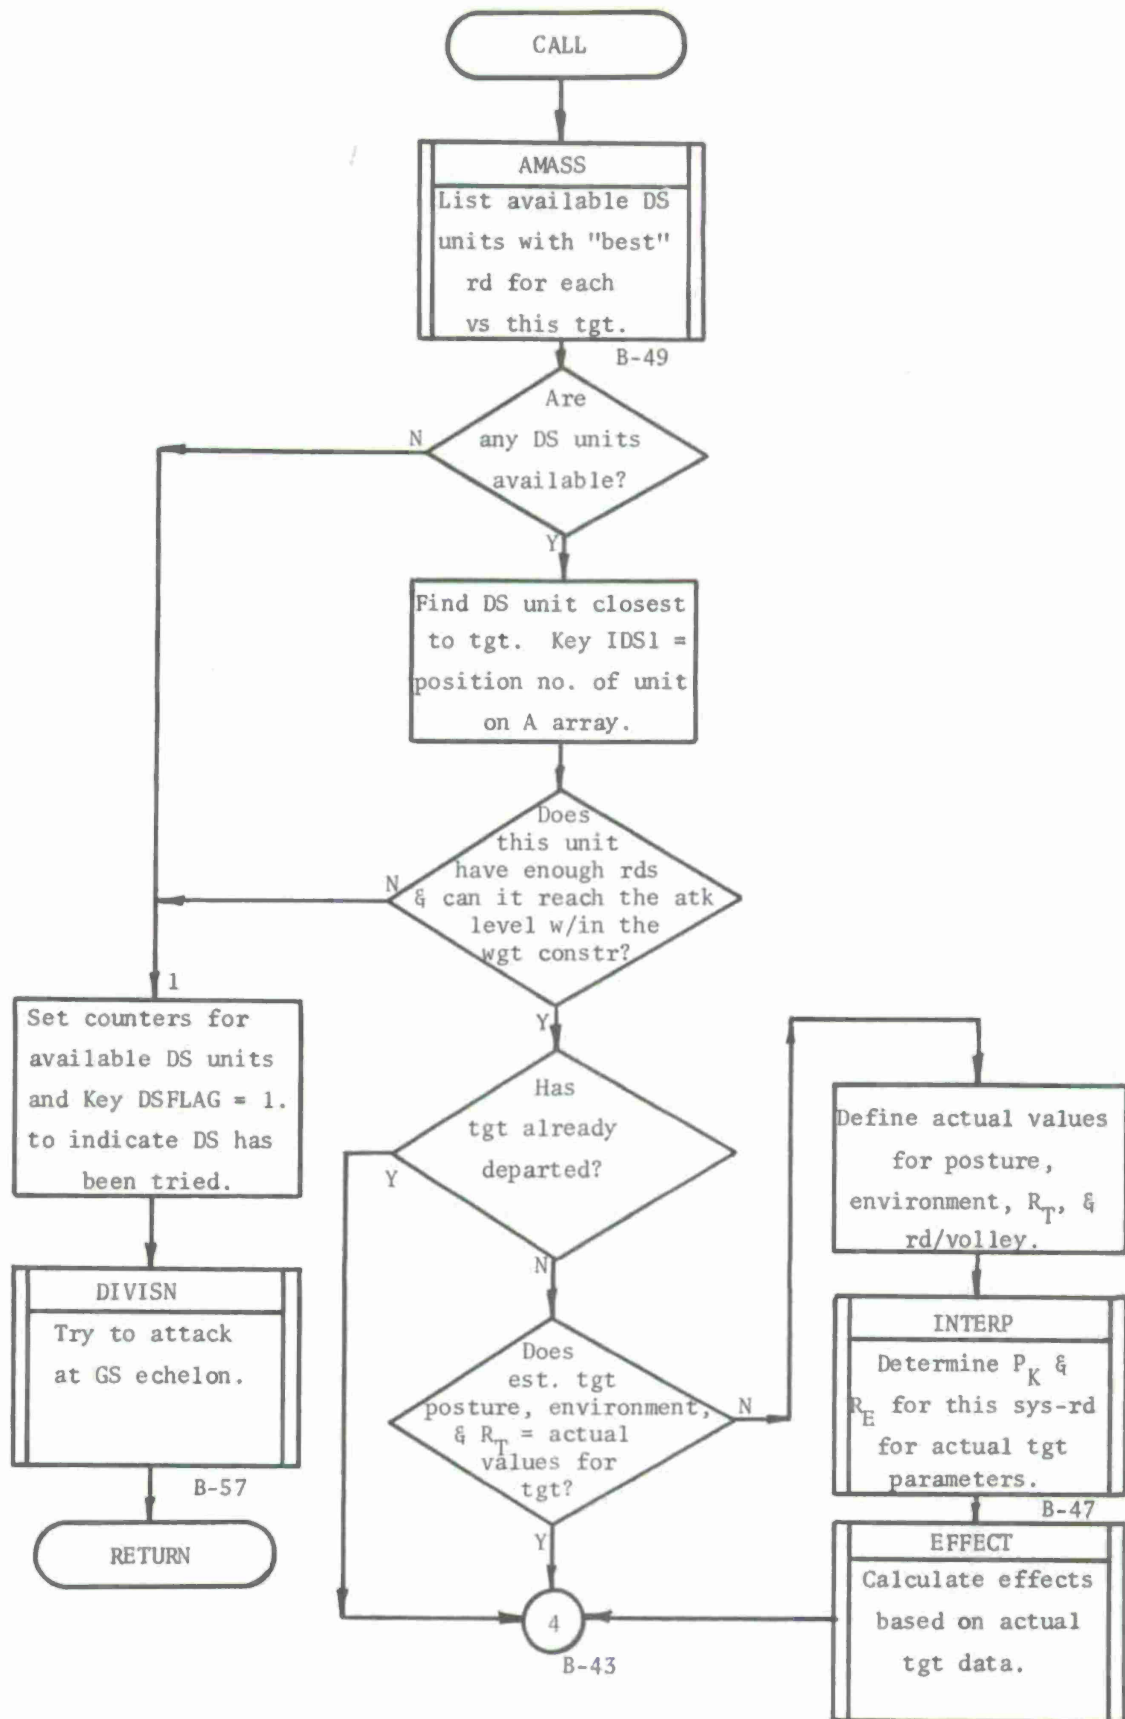 CALL
AMASS
List available DS
units with "best"
rd for each
vs this tgt.
B-49
Are
any DS units
available?
N
Y
Find DS unit closest
to tgt. Key IDS1 =
position no. of unit
on A array.
Does
this unit
have enough rds
& can it reach the atk
level w/in the
wgt constr?
N
Y
1
Set counters for
available DS units
and Key DSFLAG = 1.
to indicate DS has
been tried.
DIVISN
Try to attack
at GS echelon.
B-57
RETURN
Has
tgt already
departed?
Y
N
Does
est. tgt
posture, environment,
& R_T = actual
values for
tgt?
N
Y
Define actual values
for posture,
environment, R_T, &
rd/volley.
INTERP
Determine P_K &
R_E for this sys-rd
for actual tgt
parameters.
B-47
EFFECT
Calculate effects
based on actual
tgt data.
4
B-43